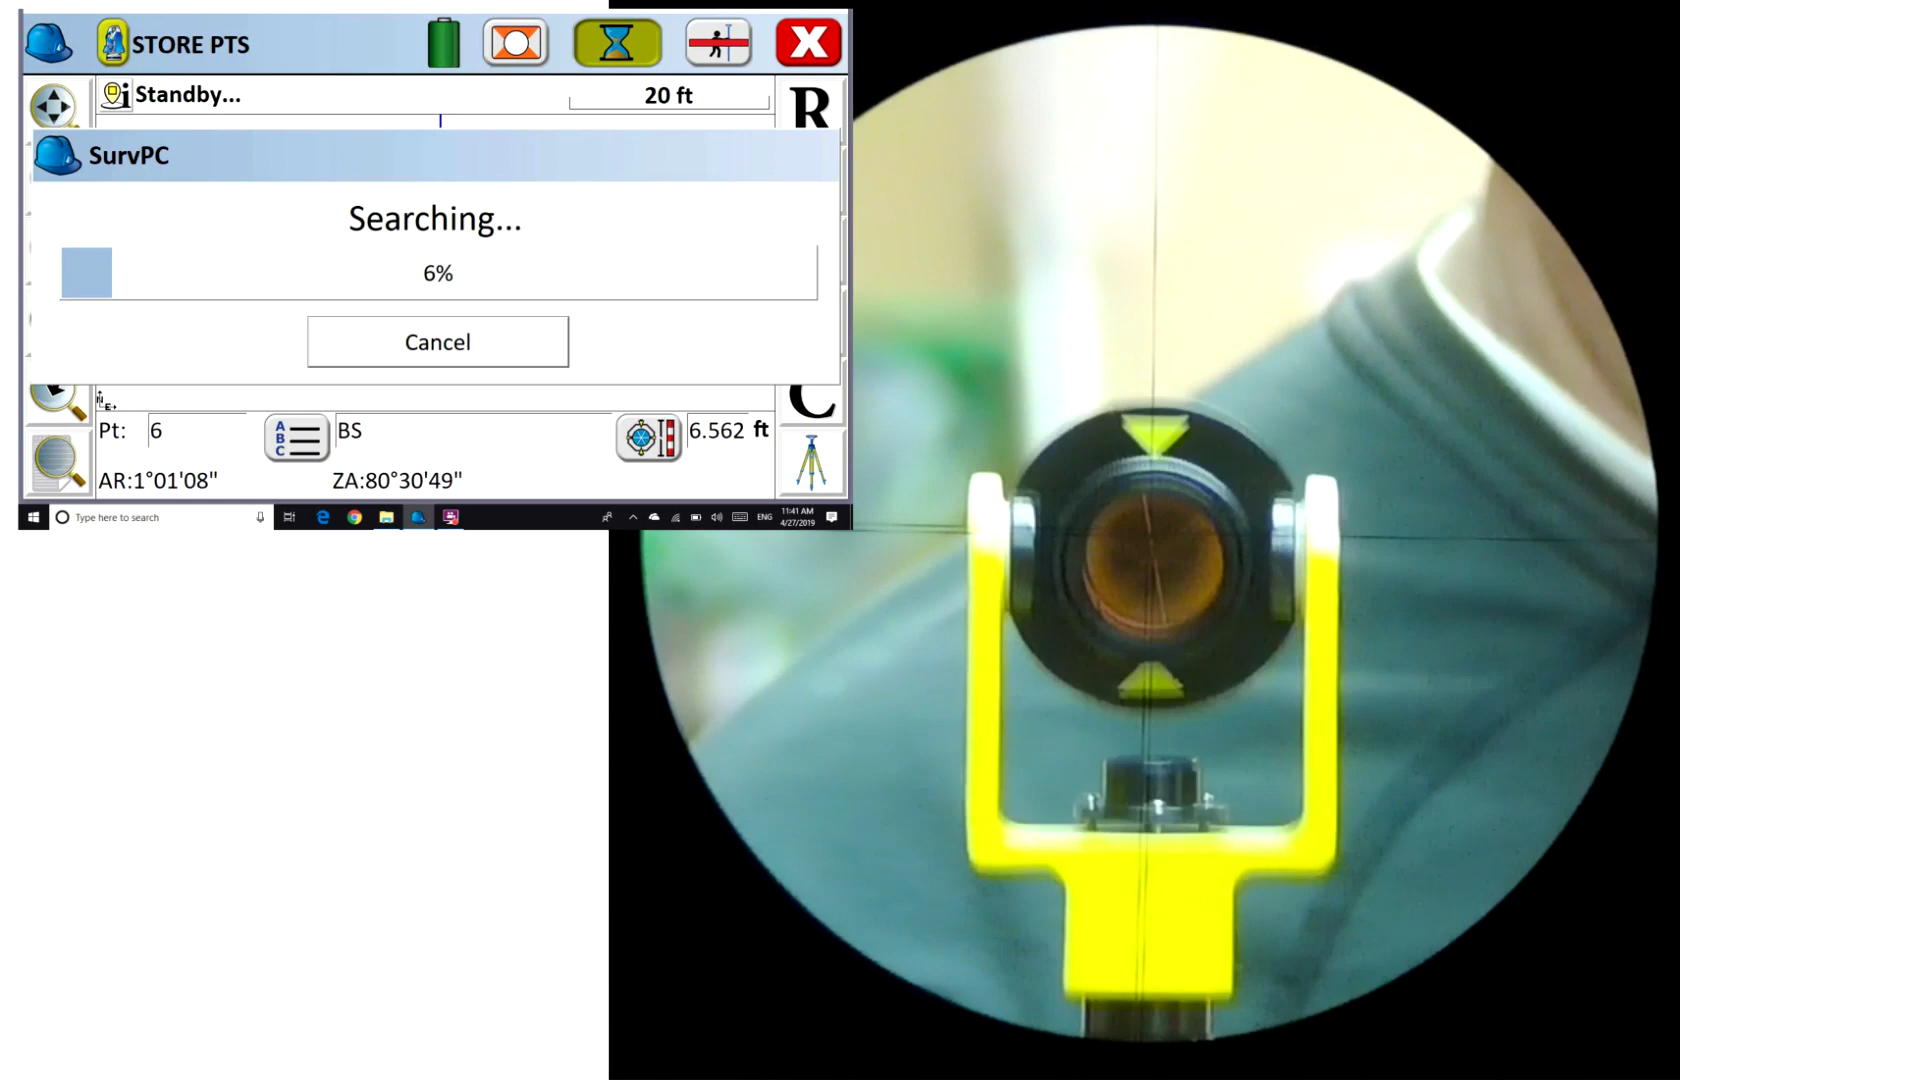 STORE PTS
Standby...
20 ft
R
SurvPC
Searching...
6%
Cancel
C
N
E
Pt: 6
A
B
C
BS
6.562 ft
AR:1°01'08"
ZA:80°30'49"
Type here to search
ENG
11:41 AM
4/27/2019